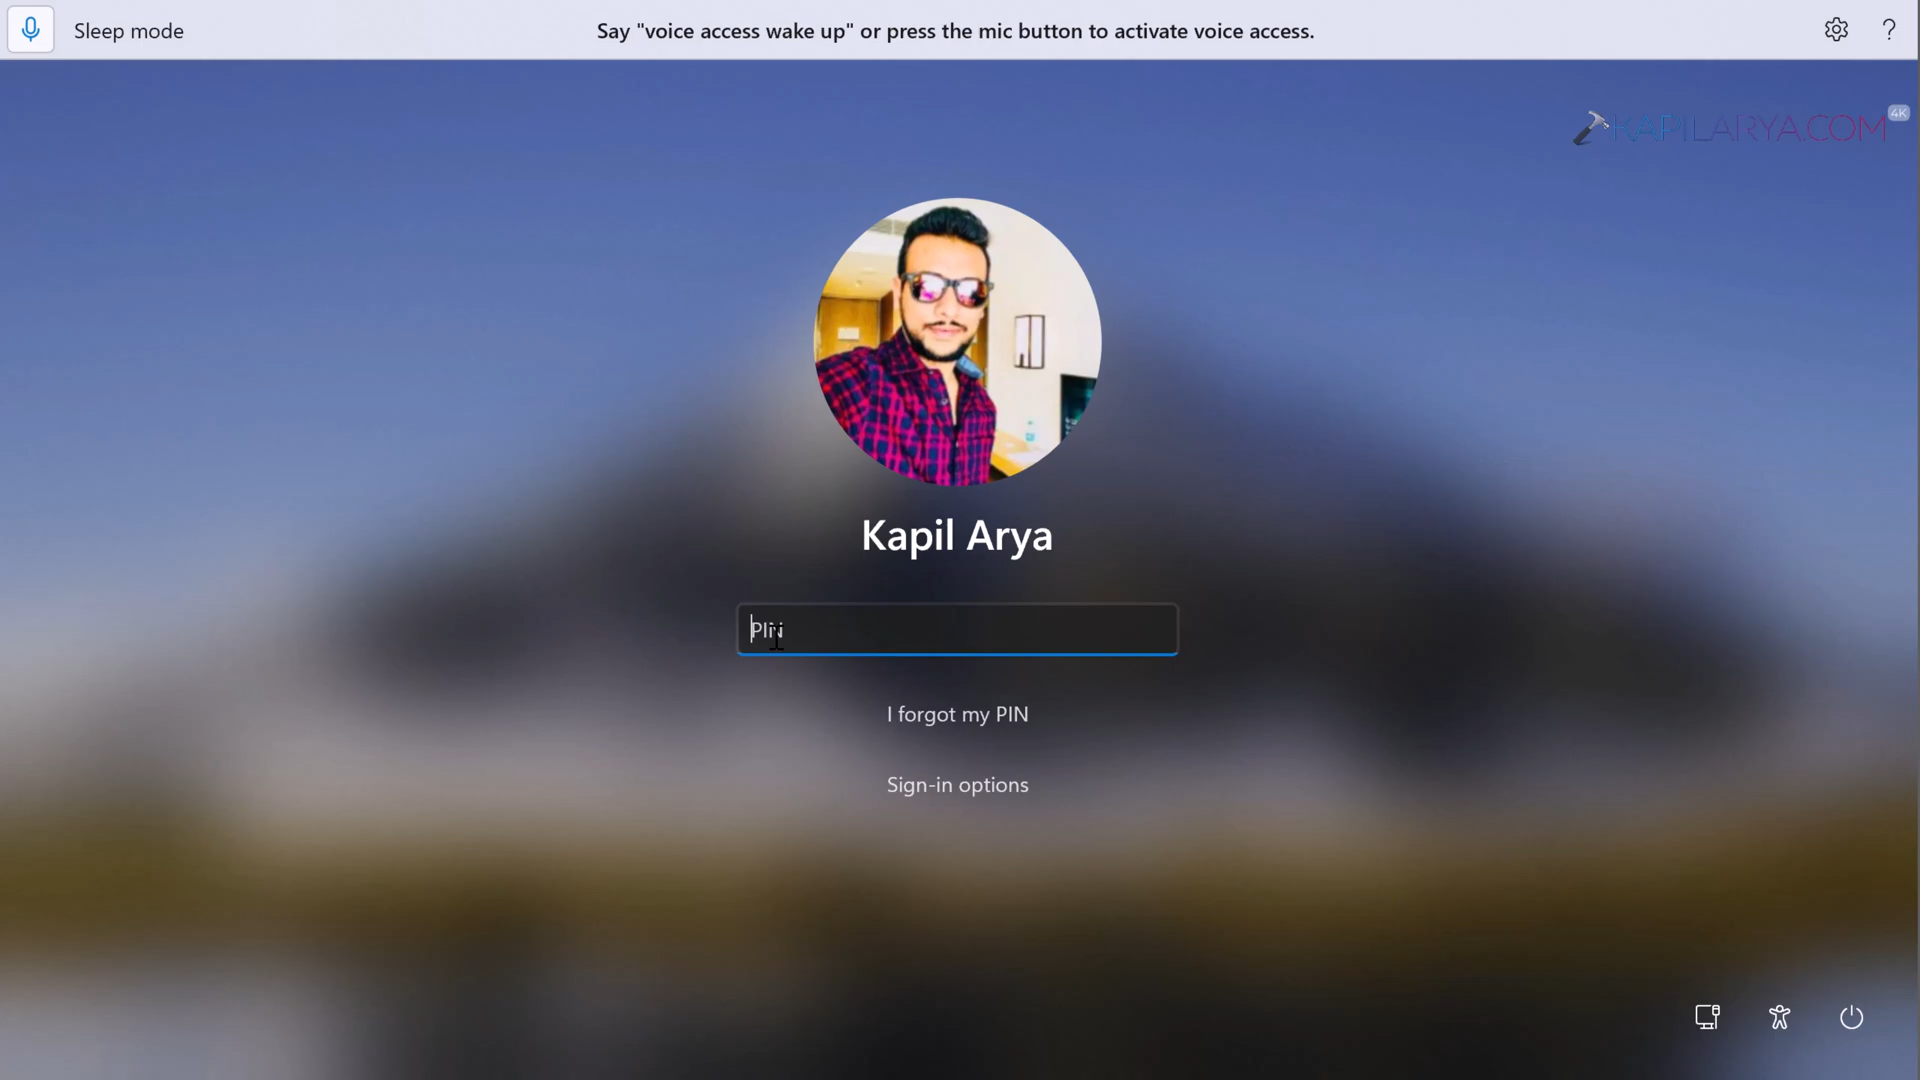 Sleep mode
Say "voice access wake up" or press the mic button to activate voice access.
?
KAPILARYA.COM
4K
Kapil Arya
PIN
I forgot my PIN
Sign-in options